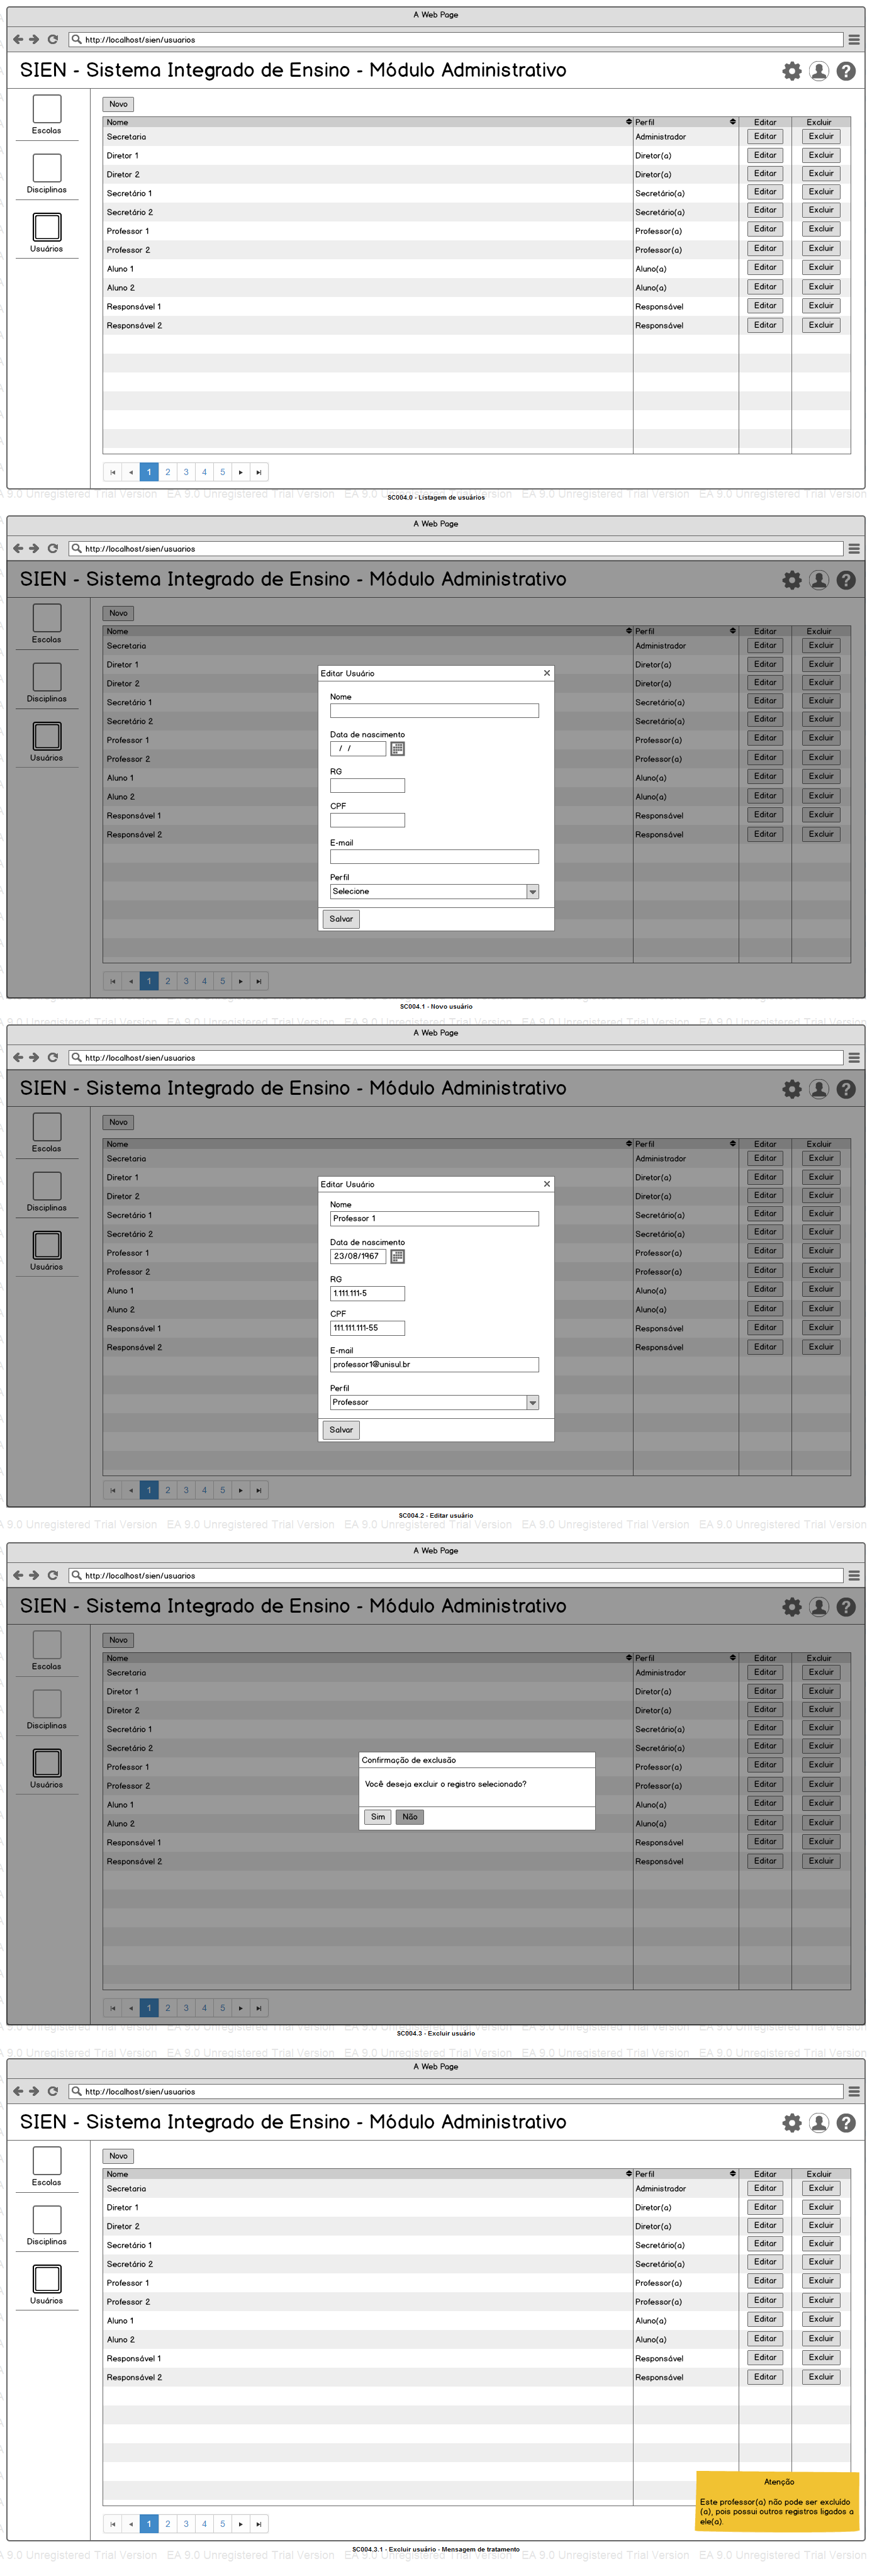 A Web Page
http://localhost/sien/usuarios
SIEN - Sistema Integrado de Ensino - Módulo Administrativo
Escolas
Disciplinas
Usuários
Novo
Nome Perfil Editar Excluir
Secretaria Administrador Editar Excluir
Diretor 1 Diretor(a) Editar Excluir
Diretor 2 Diretor(a) Editar Excluir
Secretário 1 Secretário(a) Editar Excluir
Secretário 2 Secretário(a) Editar Excluir
Professor 1 Professor(a) Editar Excluir
Professor 2 Professor(a) Editar Excluir
Aluno 1 Aluno(a) Editar Excluir
Aluno 2 Aluno(a) Editar Excluir
Responsável 1 Responsável Editar Excluir
Responsável 2 Responsável Editar Excluir
1 2 3 4 5
A 9.0 Unregistered Trial Version EA 9.0 Unregistered Trial Version EA 9.0 Unregistered Trial Version EA 9.0 Unregistered Trial Version EA 9.0 Unregistered Trial Version
SC004.0 - Listagem de usuários
A Web Page
http://localhost/sien/usuarios
SIEN - Sistema Integrado de Ensino - Módulo Administrativo
Escolas
Disciplinas
Usuários
Novo
Nome Perfil Editar Excluir
Secretaria Administrador Editar Excluir
Diretor 1 Diretor(a) Editar Excluir
Diretor 2 Diretor(a) Editar Excluir
Secretário 1 Secretário(a) Editar Excluir
Secretário 2 Secretário(a) Editar Excluir
Professor 1 Professor(a) Editar Excluir
Professor 2 Professor(a) Editar Excluir
Aluno 1 Aluno(a) Editar Excluir
Aluno 2 Aluno(a) Editar Excluir
Responsável 1 Responsável Editar Excluir
Responsável 2 Responsável Editar Excluir
Editar Usuário
Nome
Data de nascimento
/ /
RG
CPF
E-mail
Perfil
Selecione
Salvar
1 2 3 4 5
SC004.1 - Novo usuário
A 9.0 Unregistered Trial Version EA 9.0 Unregistered Trial Version EA 9.0 Unregistered Trial Version EA 9.0 Unregistered Trial Version EA 9.0 Unregistered Trial Version
A Web Page
http://localhost/sien/usuarios
SIEN - Sistema Integrado de Ensino - Módulo Administrativo
Escolas
Disciplinas
Usuários
Novo
Nome Perfil Editar Excluir
Secretaria Administrador Editar Excluir
Diretor 1 Diretor(a) Editar Excluir
Diretor 2 Diretor(a) Editar Excluir
Secretário 1 Secretário(a) Editar Excluir
Secretário 2 Secretário(a) Editar Excluir
Professor 1 Professor(a) Editar Excluir
Professor 2 Professor(a) Editar Excluir
Aluno 1 Aluno(a) Editar Excluir
Aluno 2 Aluno(a) Editar Excluir
Responsável 1 Responsável Editar Excluir
Responsável 2 Responsável Editar Excluir
Editar Usuário
Nome
Professor 1
Data de nascimento
23/08/1967
RG
1.111.111-5
CPF
111.111.111-55
E-mail
professor1@unisul.br
Perfil
Professor
Salvar
1 2 3 4 5
SC004.2 - Editar usuário
A 9.0 Unregistered Trial Version EA 9.0 Unregistered Trial Version EA 9.0 Unregistered Trial Version EA 9.0 Unregistered Trial Version EA 9.0 Unregistered Trial Version
A Web Page
http://localhost/sien/usuarios
SIEN - Sistema Integrado de Ensino - Módulo Administrativo
Escolas
Disciplinas
Usuários
Novo
Nome Perfil Editar Excluir
Secretaria Administrador Editar Excluir
Diretor 1 Diretor(a) Editar Excluir
Diretor 2 Diretor(a) Editar Excluir
Secretário 1 Secretário(a) Editar Excluir
Secretário 2 Secretário(a) Editar Excluir
Professor 1 Professor(a) Editar Excluir
Professor 2 Professor(a) Editar Excluir
Aluno 1 Aluno(a) Editar Excluir
Aluno 2 Aluno(a) Editar Excluir
Responsável 1 Responsável Editar Excluir
Responsável 2 Responsável Editar Excluir
Confirmação de exclusão
Você deseja excluir o registro selecionado?
Sim Não
1 2 3 4 5
SC004.3 - Excluir usuário
A 9.0 Unregistered Trial Version EA 9.0 Unregistered Trial Version EA 9.0 Unregistered Trial Version EA 9.0 Unregistered Trial Version EA 9.0 Unregistered Trial Version
A Web Page
http://localhost/sien/usuarios
SIEN - Sistema Integrado de Ensino - Módulo Administrativo
Escolas
Disciplinas
Usuários
Novo
Nome Perfil Editar Excluir
Secretaria Administrador Editar Excluir
Diretor 1 Diretor(a) Editar Excluir
Diretor 2 Diretor(a) Editar Excluir
Secretário 1 Secretário(a) Editar Excluir
Secretário 2 Secretário(a) Editar Excluir
Professor 1 Professor(a) Editar Excluir
Professor 2 Professor(a) Editar Excluir
Aluno 1 Aluno(a) Editar Excluir
Aluno 2 Aluno(a) Editar Excluir
Responsável 1 Responsável Editar Excluir
Responsável 2 Responsável Editar Excluir
Atenção
Este professor(a) não pode ser excluído
(a), pois possui outros registros ligados a
ele(a).
1 2 3 4 5
SC004.3.1 - Excluir usuário - Mensagem de tratamento
A 9.0 Unregistered Trial Version EA 9.0 Unregistered Trial Version EA 9.0 Unregistered Trial Version EA 9.0 Unregistered Trial Version EA 9.0 Unregistered Trial Version